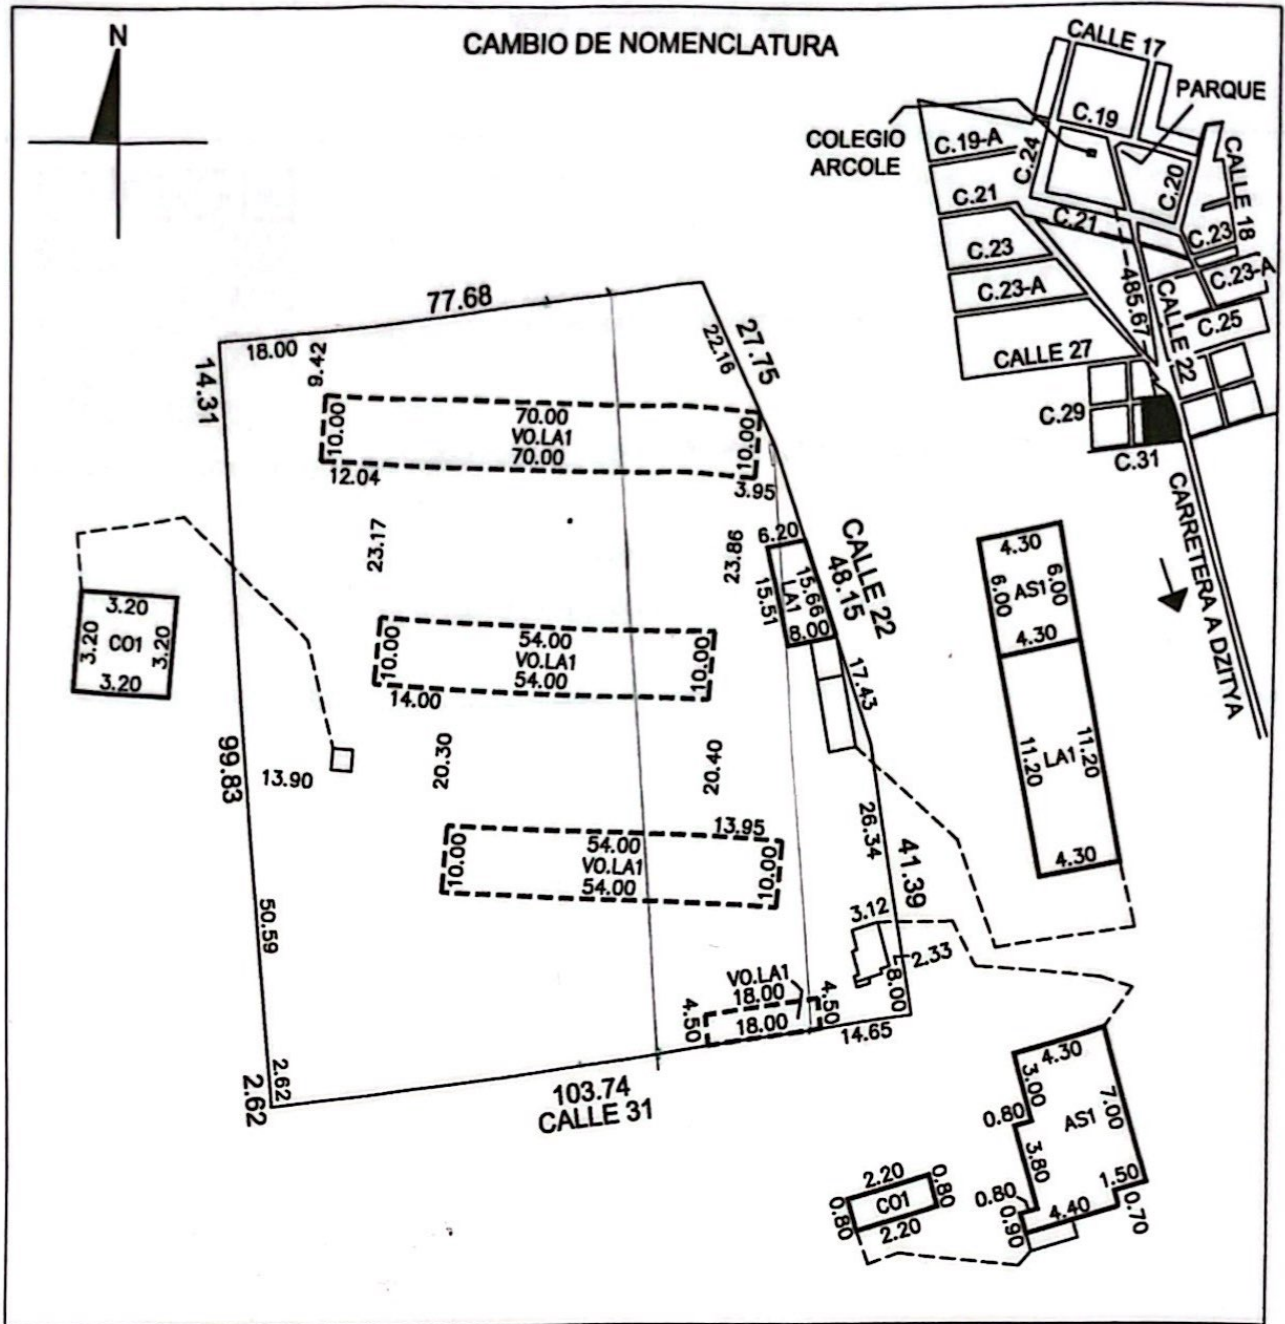 N
CAMBIO DE NOMENCLATURA
CALLE 17
PARQUE
C.19
COLEGIO
ARCOLE
C.19-A
C.24
C.20
CALLE 18
C.21
C.21
C.23
C.23
C.23-A
C.23-A
485.67
CALLE 22
C.25
CALLE 27
C.29
C.31
CARRETERA A DZITYA
77.68
18.00
9.42
14.31
22.16
27.75
70.00
10.00
VO.LA1
10.00
70.00
12.04
3.95
23.17
23.86
6.20
15.51
LA1
15.66
8.00
CALLE 22
48.15
17.43
3.20
3.20
CO1
3.20
3.20
54.00
10.00
VO.LA1
10.00
54.00
14.00
99.83
13.90
20.30
20.40
13.95
54.00
10.00
VO.LA1
10.00
54.00
26.34
41.39
50.59
3.12
2.33
8.00
VO.LA1
18.00
4.50
4.50
18.00
14.65
2.62
2.62
103.74
CALLE 31
4.30
6.00
AS1
6.00
4.30
11.20
LA1
11.20
4.30
4.30
3.00
7.00
0.80
AS1
3.80
1.50
0.80
0.90
4.40
0.70
2.20
0.80
CO1
0.80
2.20